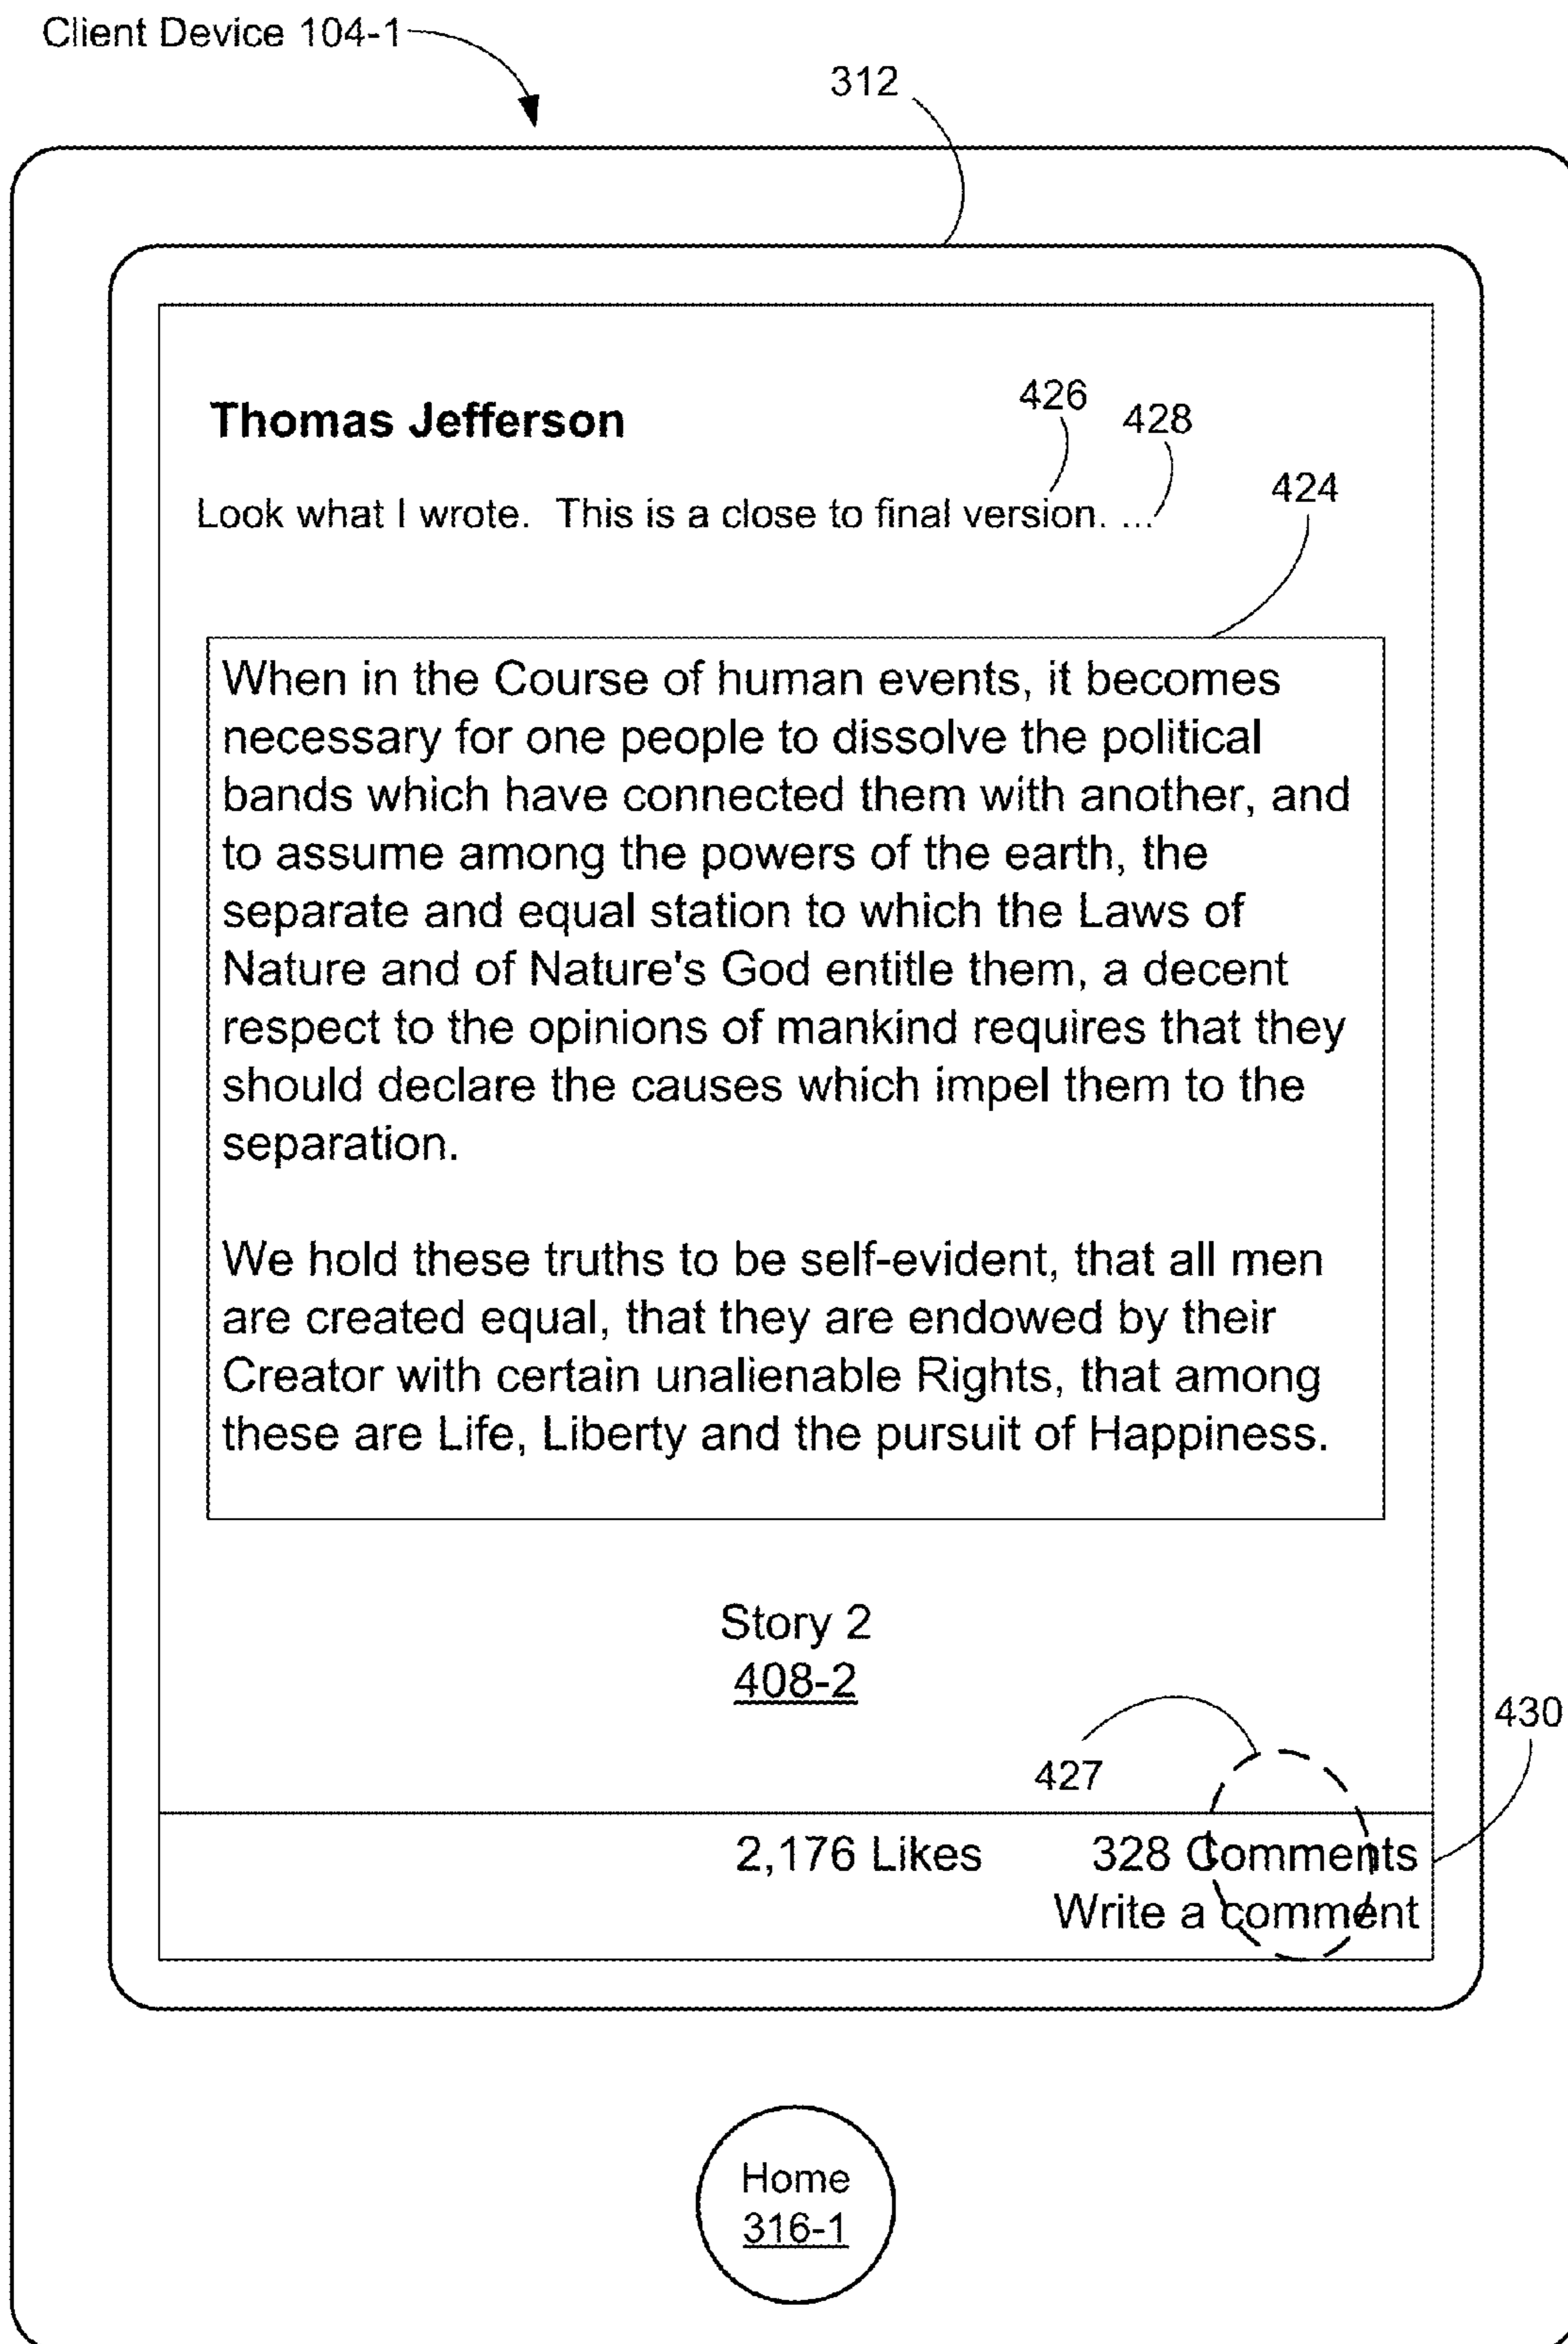 Client Device 104-1
312
Thomas Jefferson
426
428
Look what I wrote.  This is a close to final version. ...
424
When in the Course of human events, it becomes
necessary for one people to dissolve the political
bands which have connected them with another, and
to assume among the powers of the earth, the
separate and equal station to which the Laws of
Nature and of Nature's God entitle them, a decent
respect to the opinions of mankind requires that they
should declare the causes which impel them to the
separation.
We hold these truths to be self-evident, that all men
are created equal, that they are endowed by their
Creator with certain unalienable Rights, that among
these are Life, Liberty and the pursuit of Happiness.
Story 2
408-2
430
427
2,176 Likes
328 Comments
Write a comment
Home
316-1